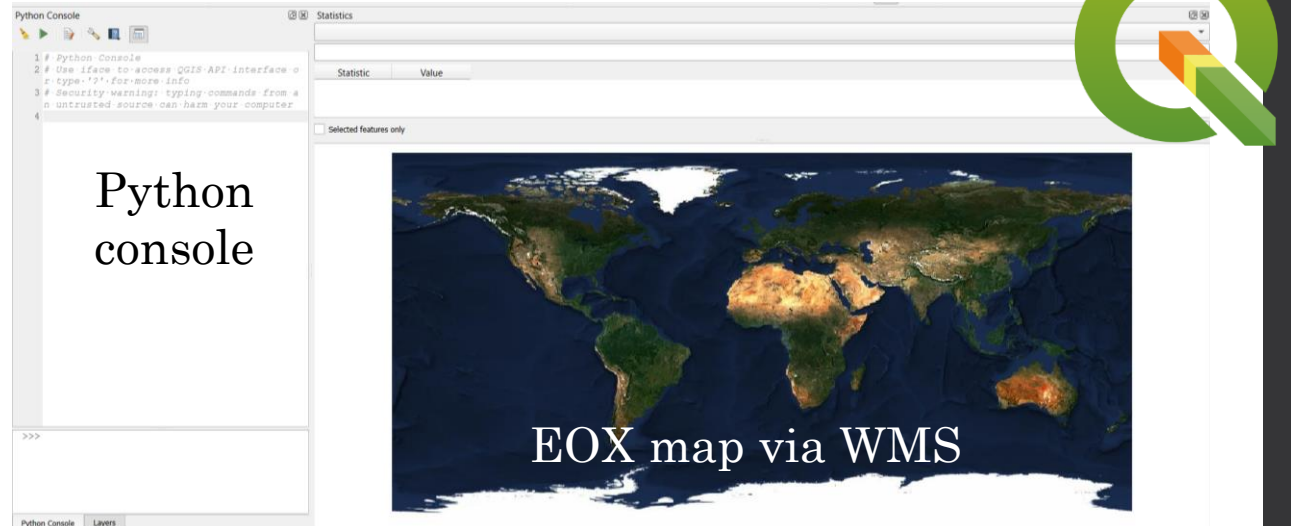 Python Console
1 # Python Console
2 # Use iface to access QGIS API interface o
r type '?' for more info
3 # Security warning: typing commands from a
n untrusted source can harm your computer
4
Python
console
>>>
Python Console Layers
Statistics
Statistic Value
Selected features only
EOX map via WMS